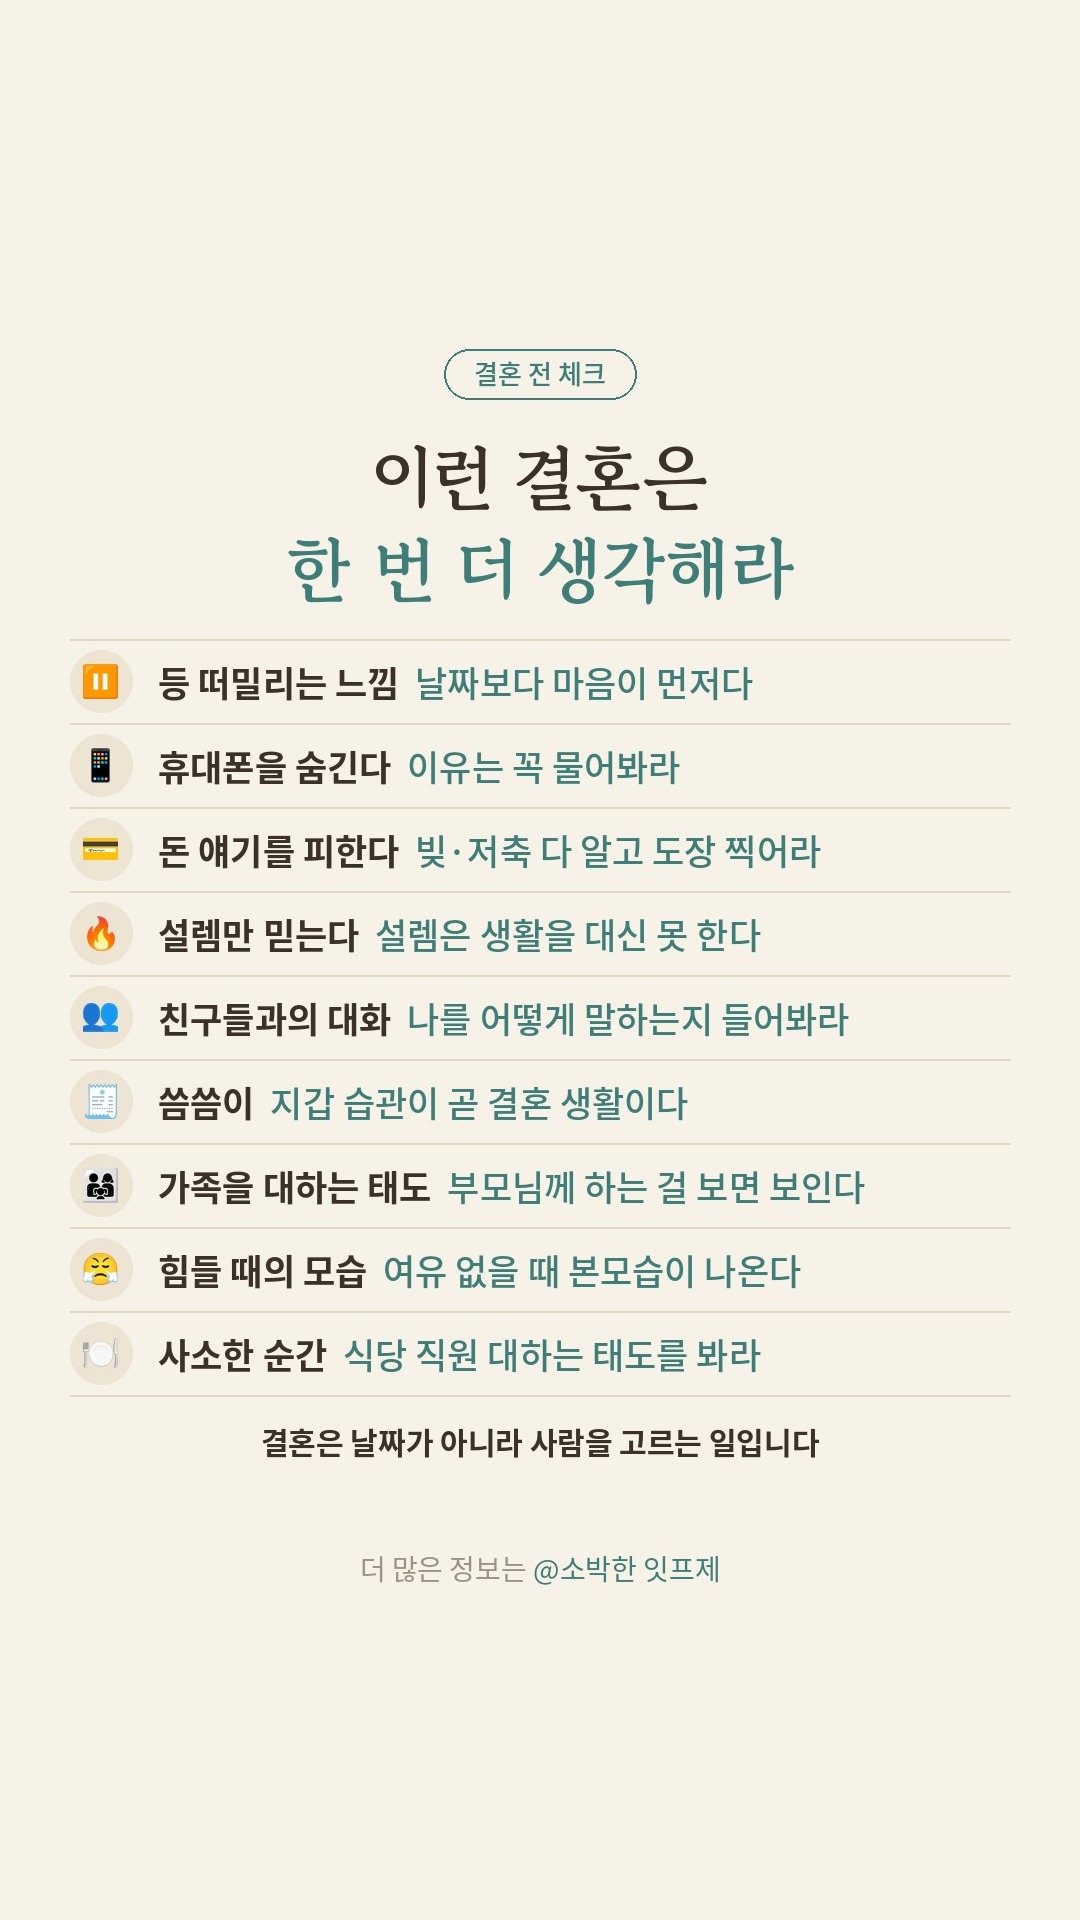 결혼 전 체크
이런 결혼은
한 번 더 생각해라
등 떠밀리는 느낌 날짜보다 마음이 먼저다
휴대폰을 숨긴다 이유는 꼭 물어봐라
돈 얘기를 피한다 빚·저축 다 알고 도장 찍어라
설렘만 믿는다 설렘은 생활을 대신 못 한다
친구들과의 대화 나를 어떻게 말하는지 들어봐라
씀씀이 지갑 습관이 곧 결혼 생활이다
가족을 대하는 태도 부모님께 하는 걸 보면 보인다
힘들 때의 모습 여유 없을 때 본모습이 나온다
사소한 순간 식당 직원 대하는 태도를 봐라
결혼은 날짜가 아니라 사람을 고르는 일입니다
더 많은 정보는 @소박한 잇프제